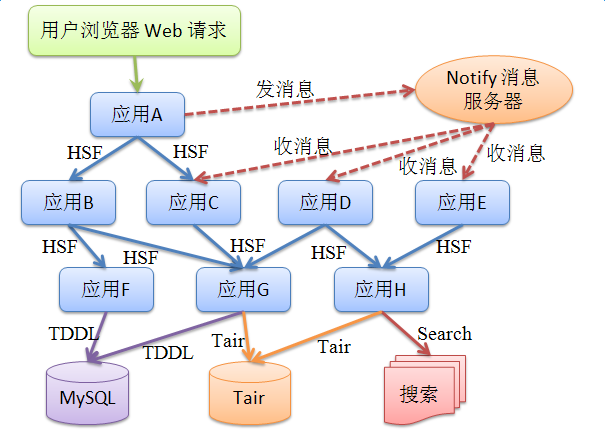 用户浏览器 Web 请求
发消息
Notify 消息
服务器
应用A
HSF
HSF
收消息
收消息
收消息
应用B
应用C
应用D
应用E
HSF
HSF
HSF
HSF
HSF
应用F
应用G
应用H
TDDL
TDDL
Tair
Tair
Search
MySQL
Tair
搜索